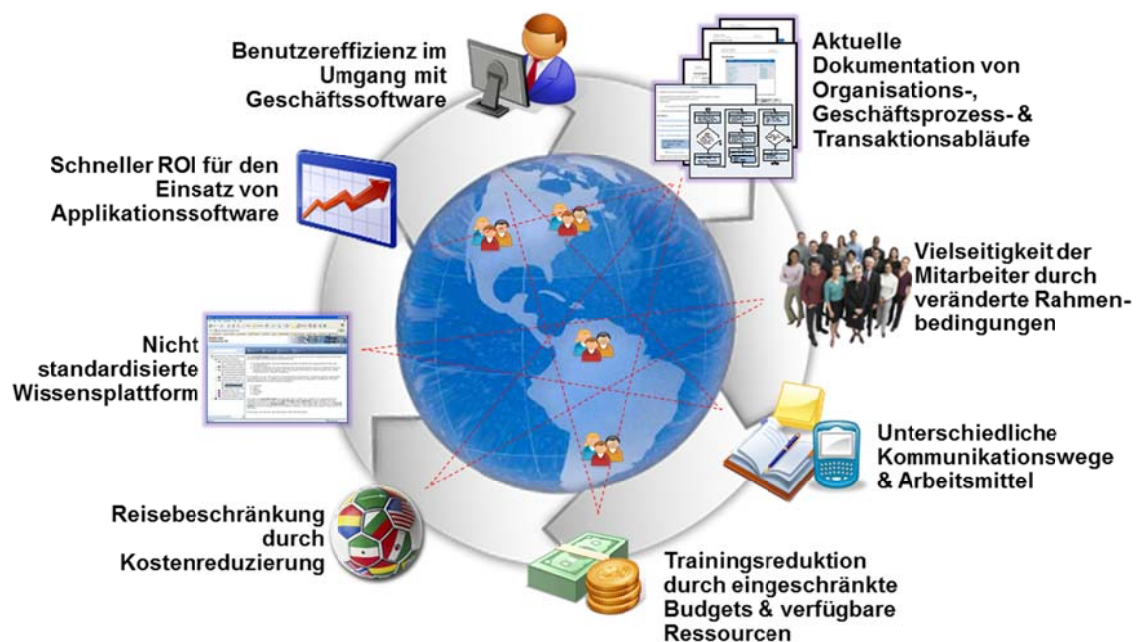 Benutzereffizienz im
Umgang mit
Geschäftssoftware
Aktuelle
Dokumentation von
Organisations-,
Geschäftsprozess- &
Transaktionsabläufe
Schneller ROI für den
Einsatz von
Applikationssoftware
Vielseitigkeit der
Mitarbeiter durch
veränderte Rahmen-
bedingungen
Nicht
standardisierte
Wissensplattform
Unterschiedliche
Kommunikationswege
& Arbeitsmittel
Reisebeschränkung
durch
Kostenreduzierung
Trainingsreduktion
durch eingeschränkte
Budgets & verfügbare
Ressourcen